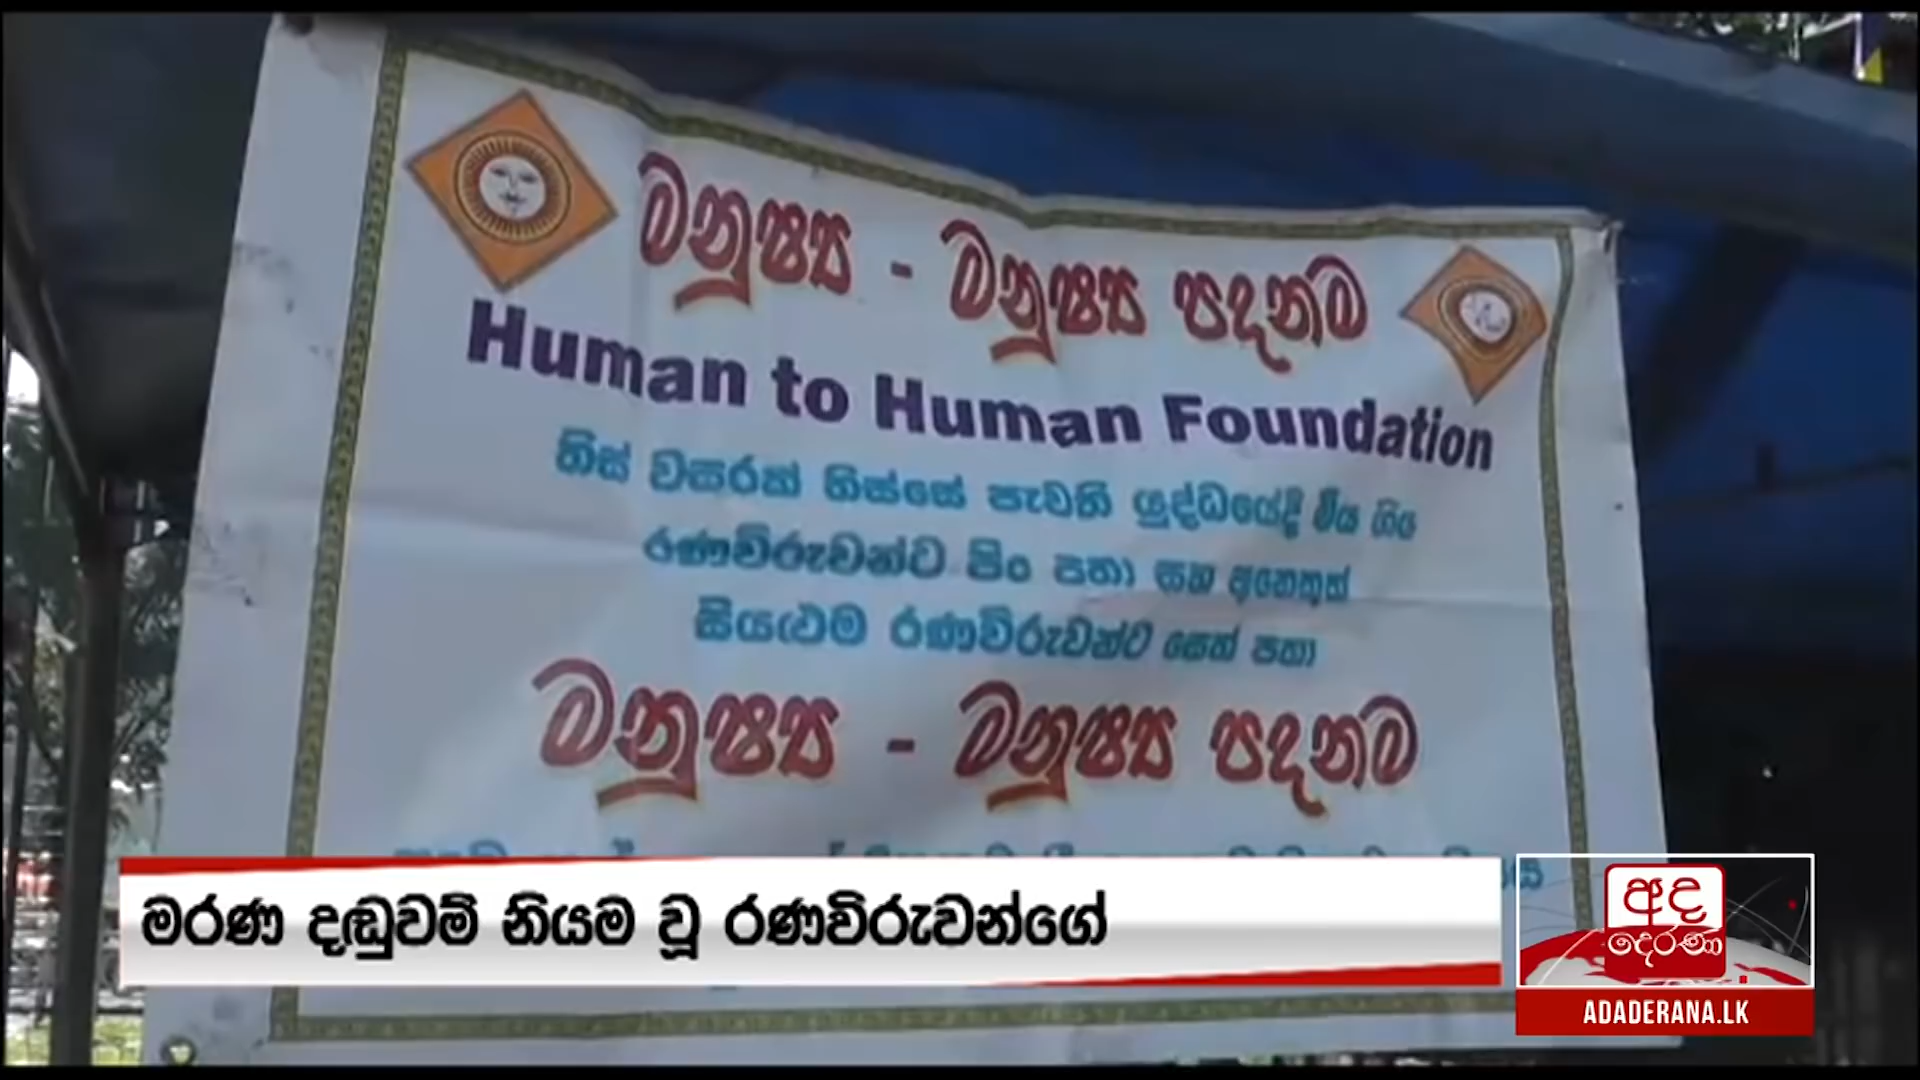 මනුෂ්‍ය - මනුෂ්‍ය පදනම
Human to Human Foundation
තිස් වසරක් තිස්සේ පැවති යුද්ධයේදී මිය ගිය
රණවිරුවන්ට පිං පතා සහ අනෙකුත්
සියළුම රණවිරුවන්ට සෙත් පතා
මනුෂ්‍ය - මනුෂ්‍ය පදනම
මරණ දඬුවම් නියම වූ රණවිරුවන්ගේ
අද
දෙරණ
ADADERANA.LK